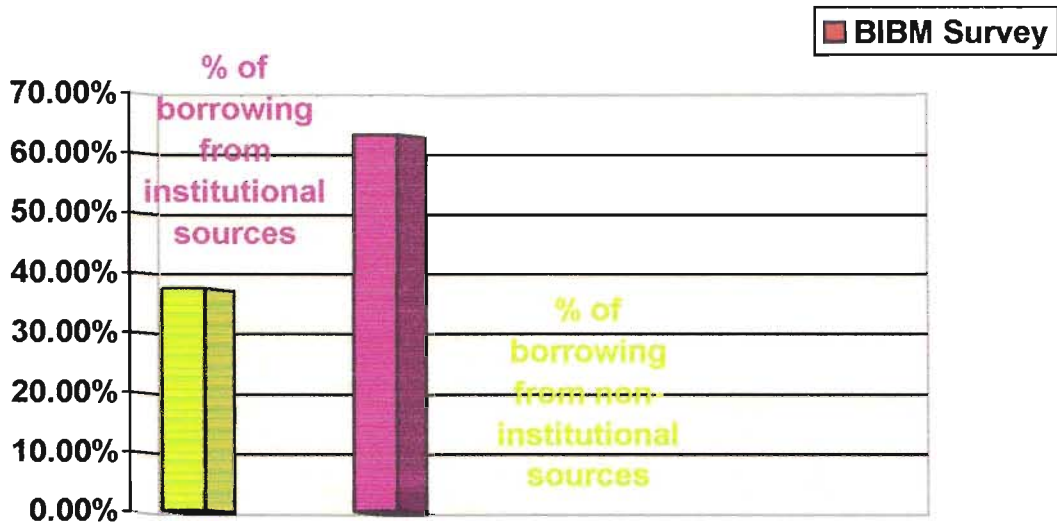 BIBM Survey
% of
borrowing
from
institutional
sources
70.00%
60.00%
50.00%
40.00%
30.00%
20.00%
10.00%
0.00%
% of
borrowing
from non-
institutional
sources